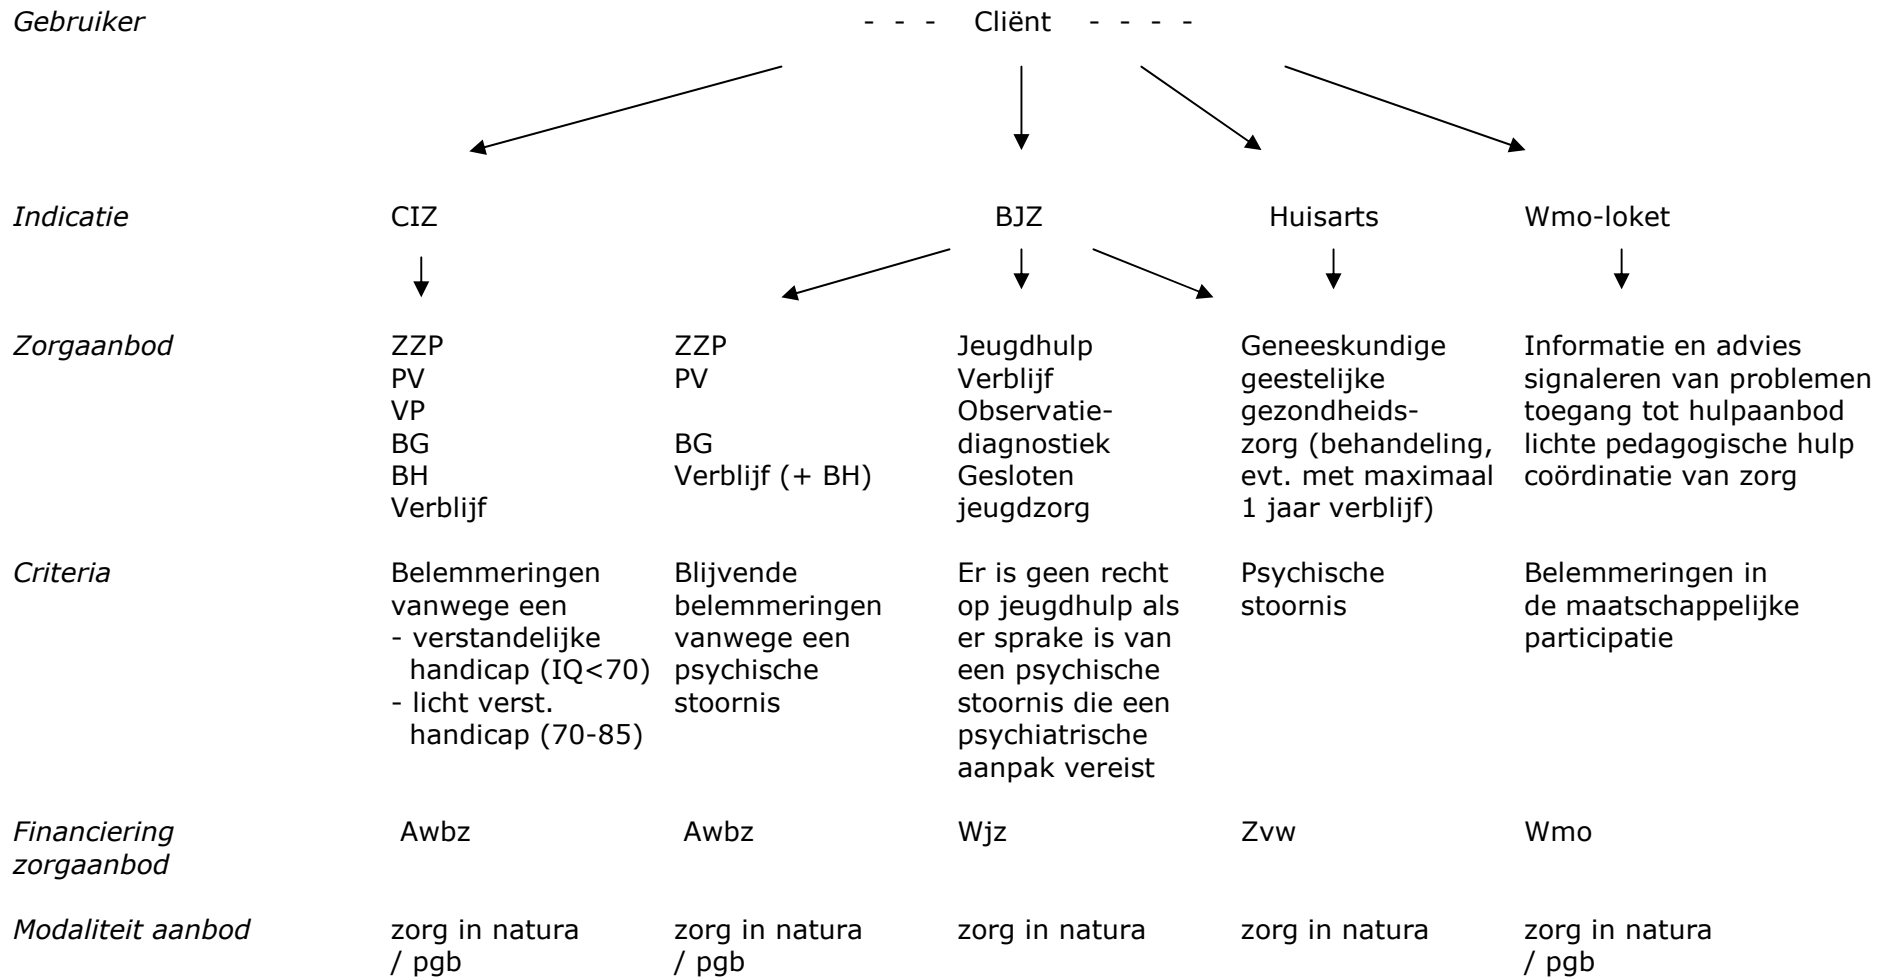 Gebruiker - - - Cliënt - - - -
Indicatie CIZ BJZ Huisarts Wmo-loket
Zorgaanbod ZZP ZZP Jeugdhulp Geneeskundige Informatie en advies
PV PV Verblijf geestelijke signaleren van problemen
VP Observatie- gezondheids- toegang tot hulpaanbod
BG BG diagnostiek zorg (behandeling, lichte pedagogische hulp
BH Verblijf (+ BH) Gesloten evt. met maximaal coördinatie van zorg
Verblijf jeugdzorg 1 jaar verblijf)
Criteria Belemmeringen Blijvende Er is geen recht Psychische Belemmeringen in
vanwege een belemmeringen op jeugdhulp als stoornis de maatschappelijke
- verstandelijke vanwege een er sprake is van participatie
handicap (IQ<70) psychische een psychische
- licht verst. stoornis stoornis die een
handicap (70-85) psychiatrische
aanpak vereist
Financiering Awbz Awbz Wjz Zvw Wmo
zorgaanbod
Modaliteit aanbod zorg in natura zorg in natura zorg in natura zorg in natura zorg in natura
/ pgb / pgb / pgb